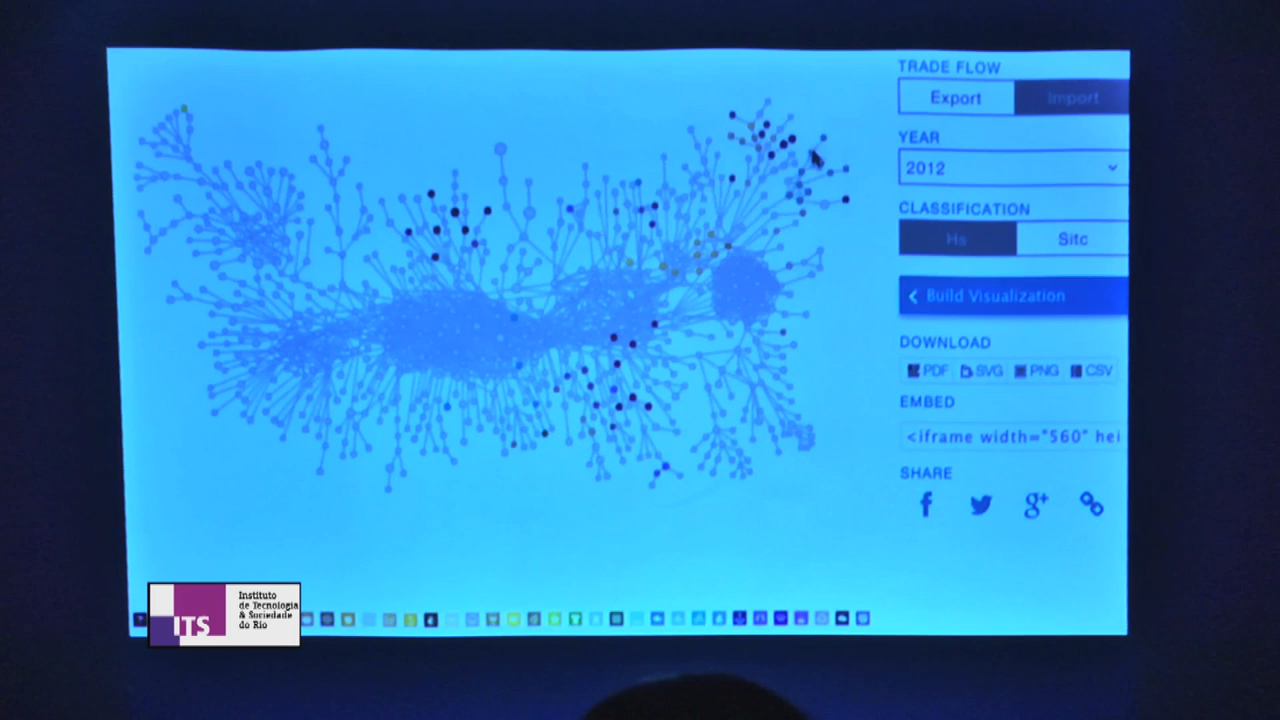 TRADE FLOW
Export Import
YEAR
2012
CLASSIFICATION
Hs Sitc
Build Visualization
DOWNLOAD
PDF SVG PNG CSV
EMBED
<iframe width="560" hei
SHARE
ITS
Instituto
de Tecnologia
& Sociedade
do Rio